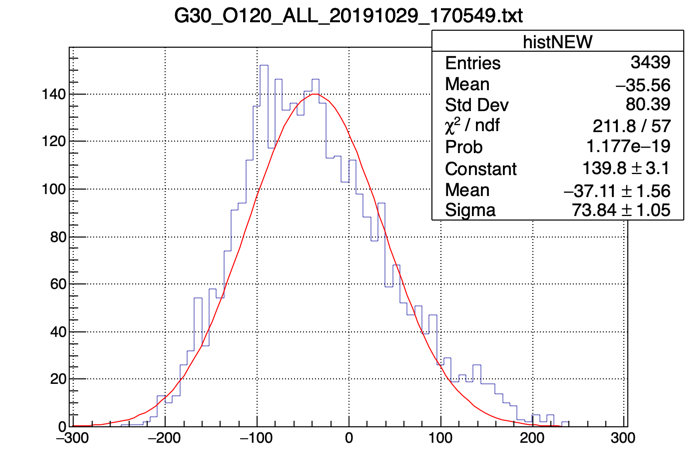 G30_O120_ALL_20191029_170549.txt
histNEW
Entries 3439
Mean −35.56
Std Dev 80.39
χ² / ndf 211.8 / 57
Prob 1.177e−19
Constant 139.8 ± 3.1
Mean −37.11 ± 1.56
Sigma 73.84 ± 1.05
140
120
100
80
60
40
20
0
−300 −200 −100 0 100 200 300